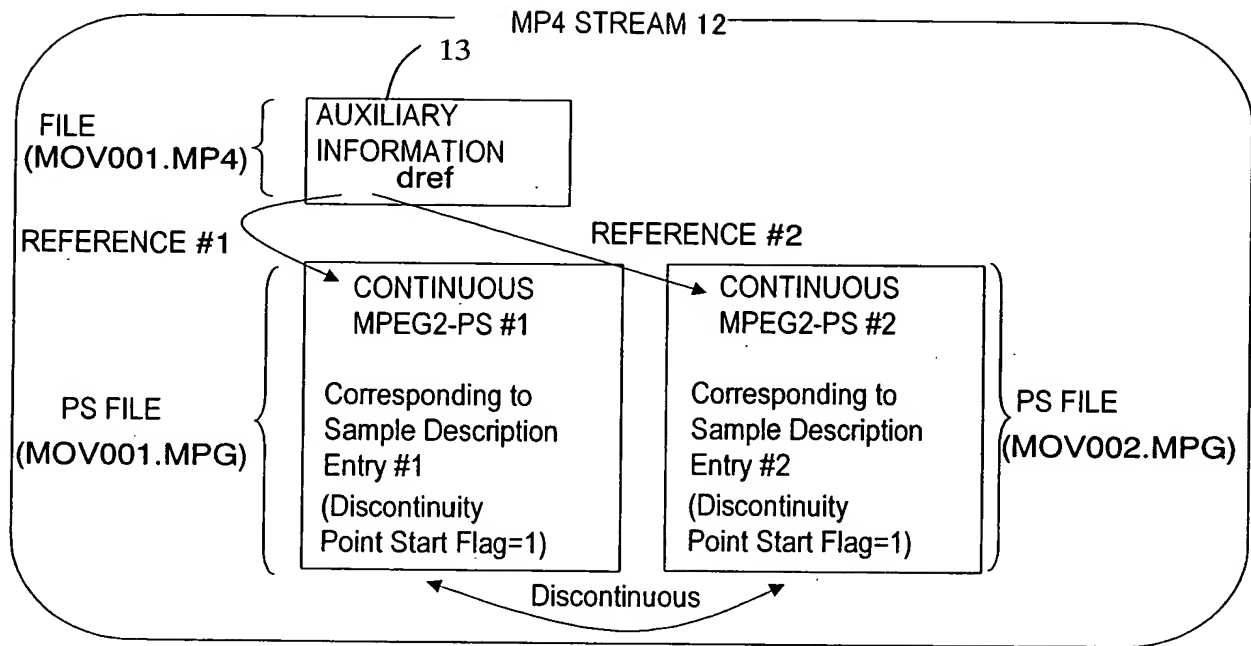 MP4 STREAM 12
13
FILE
(MOV001.MP4)
AUXILIARY
INFORMATION
dref
REFERENCE #1
REFERENCE #2
PS FILE
(MOV001.MPG)
CONTINUOUS
MPEG2-PS #1
Corresponding to
Sample Description
Entry #1
(Discontinuity
Point Start Flag=1)
CONTINUOUS
MPEG2-PS #2
Corresponding to
Sample Description
Entry #2
(Discontinuity
Point Start Flag=1)
PS FILE
(MOV002.MPG)
Discontinuous